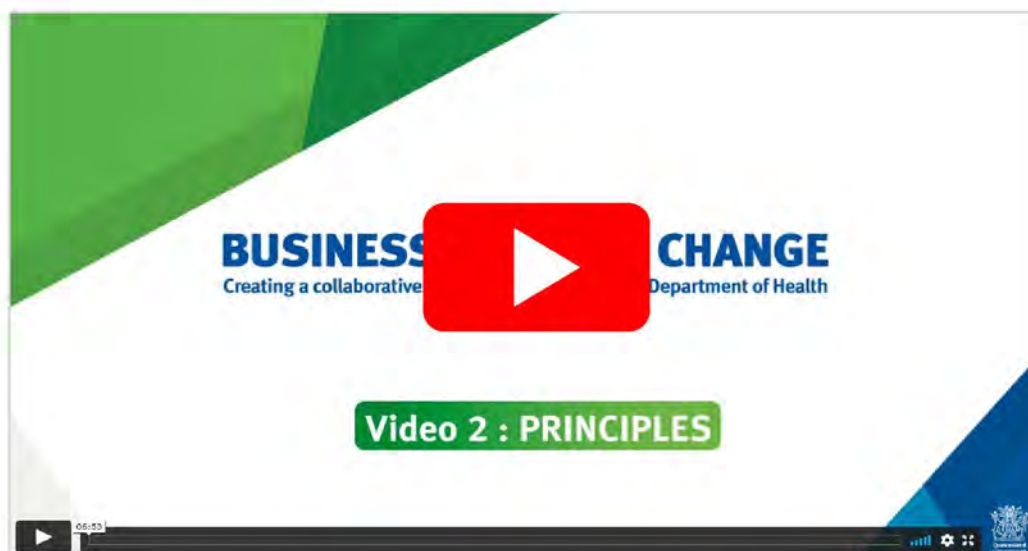 BUSINESS CHANGE
Creating a collaborative Department of Health
Video 2 : PRINCIPLES
06:53